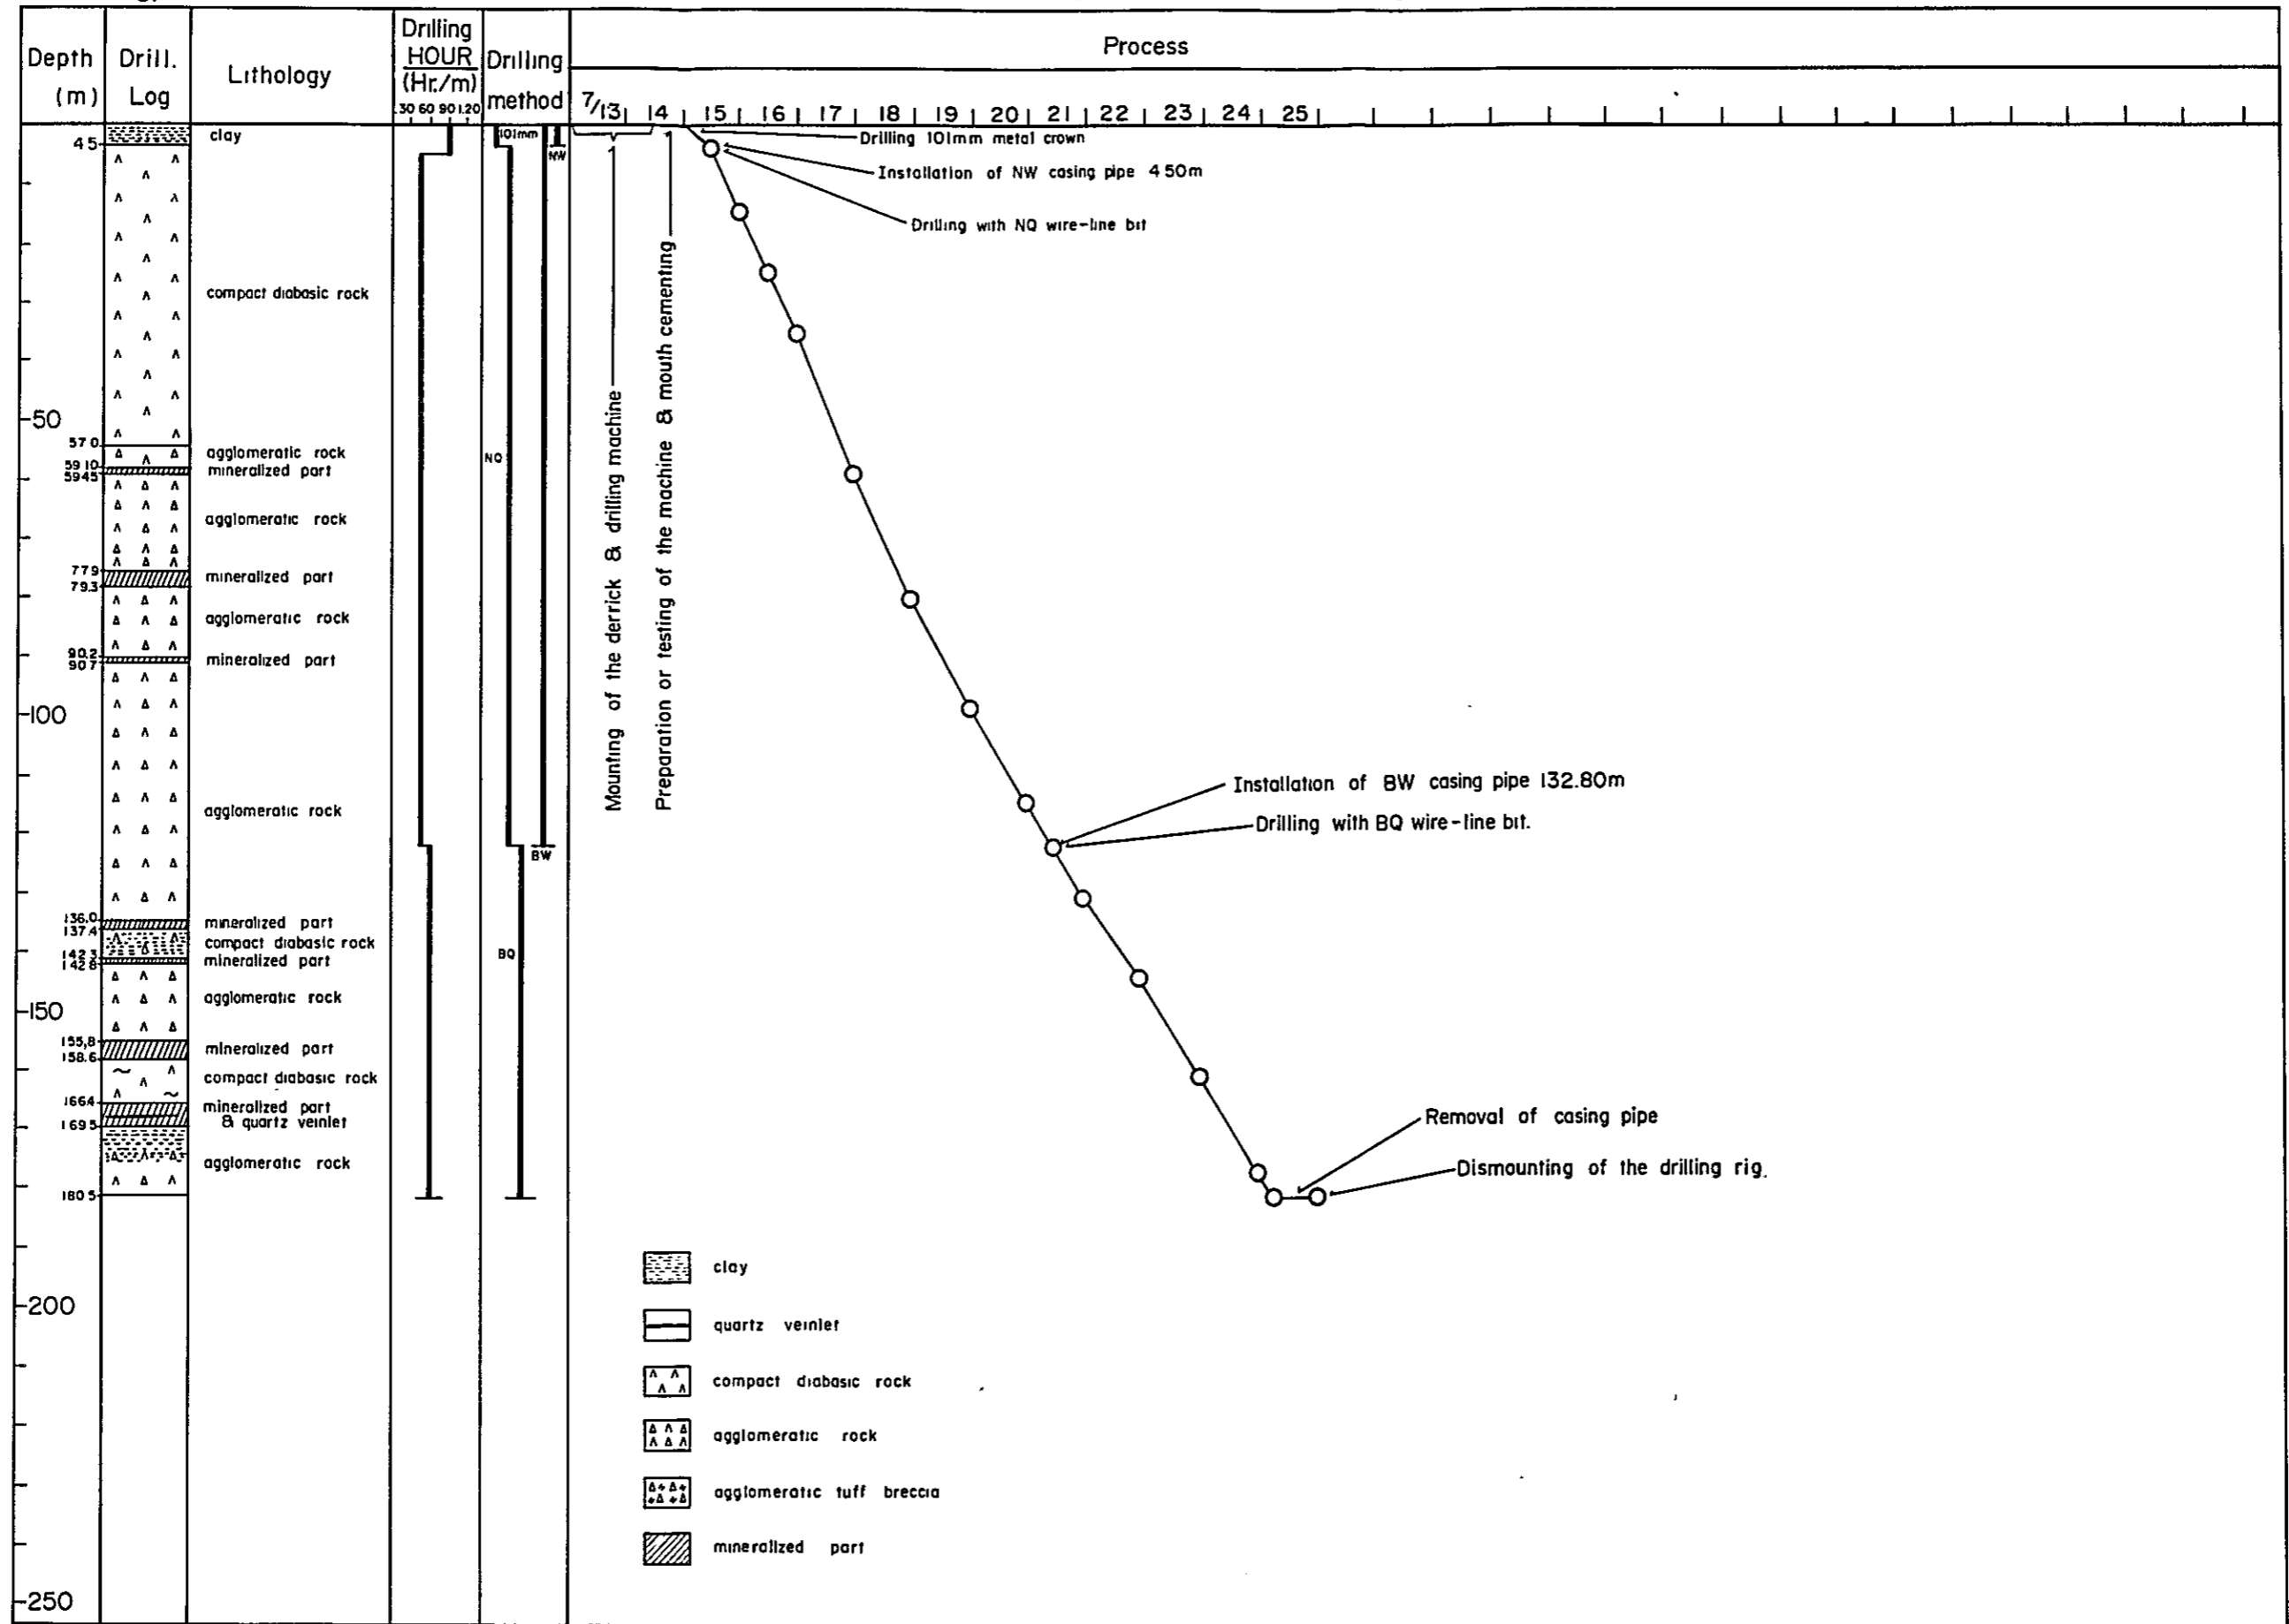 Depth
(m)
Drill.
Log
Lithology
Drilling
HOUR
(Hr./m)
30 60 90 1.20
Drilling
method
Process
7/13 14 15 16 17 18 19 20 21 22 23 24 25
clay
4 5
101mm
NW
Drilling 101mm metal crown
Installation of NW casing pipe 4 50m
Drilling with NQ wire-line bit
compact diabasic rock
50
57 0
agglomeratic rock
59 10
mineralized part
59 45
NQ
agglomeratic rock
77 9
mineralized part
79.3
agglomeratic rock
90.2
mineralized part
90 7
100
Mounting of the derrick & drilling machine
Preparation or testing of the machine & mouth cementing
agglomeratic rock
Installation of BW casing pipe 132.80m
Drilling with BQ wire-line bit.
BW
136.0
mineralized part
137.4
compact diabasic rock
142 3
mineralized part
142 8
BQ
agglomeratic rock
150
155,8
mineralized part
158.6
compact diabasic rock
166 4
mineralized part
& quartz veinlet
169 5
agglomeratic rock
180 5
Removal of casing pipe
Dismounting of the drilling rig.
200
250
clay
quartz veinlet
compact diabasic rock
agglomeratic rock
agglomeratic tuff breccia
mineralized part